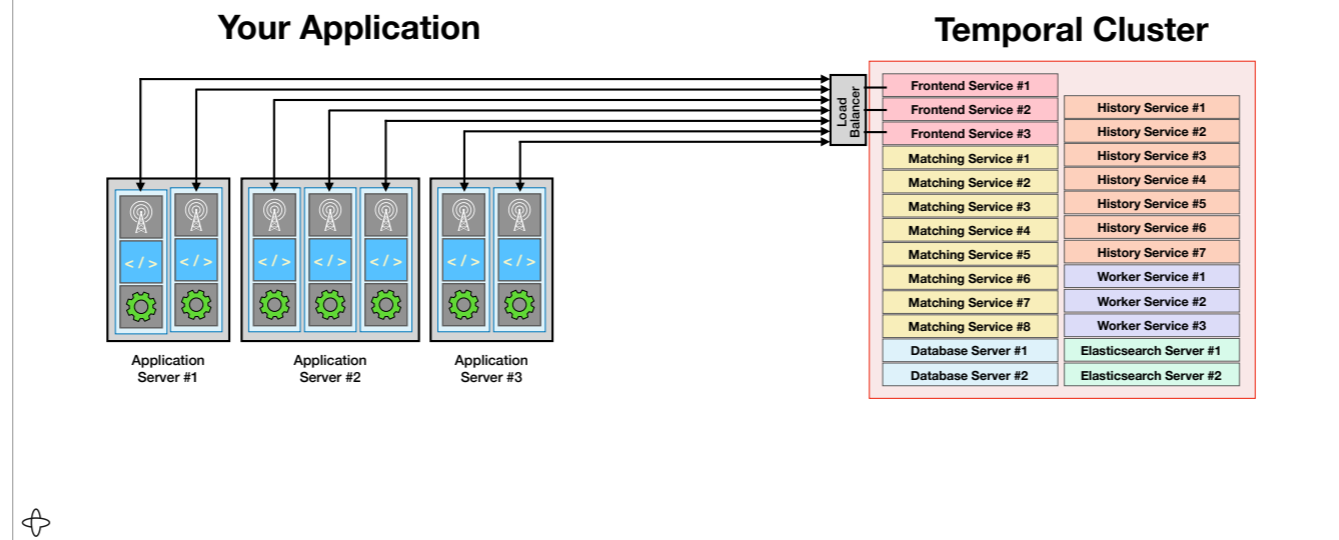 Your Application
Temporal Cluster
Load
Balancer
Frontend Service #1
Frontend Service #2
Frontend Service #3
Matching Service #1
Matching Service #2
Matching Service #3
Matching Service #4
Matching Service #5
Matching Service #6
Matching Service #7
Matching Service #8
Database Server #1
Database Server #2
History Service #1
History Service #2
History Service #3
History Service #4
History Service #5
History Service #6
History Service #7
Worker Service #1
Worker Service #2
Worker Service #3
Elasticsearch Server #1
Elasticsearch Server #2
</>
</>
</>
</>
</>
</>
</>
Application
Server #1
Application
Server #2
Application
Server #3